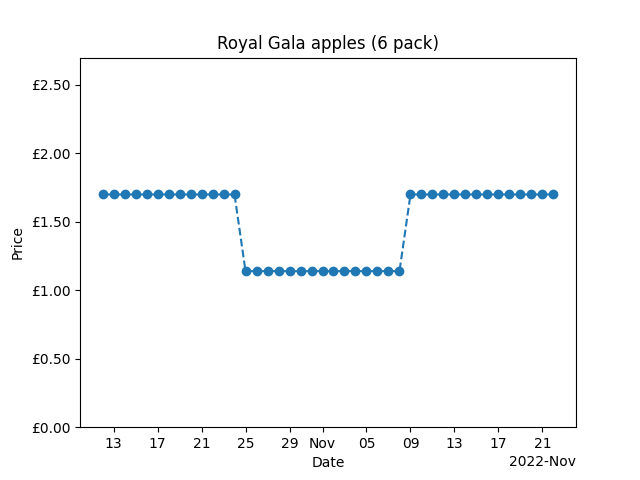 Royal Gala apples (6 pack)
£2.50
£2.00
£1.50
£1.00
£0.50
£0.00
Price
13 17 21 25 29 Nov 05 09 13 17 21
Date
2022-Nov